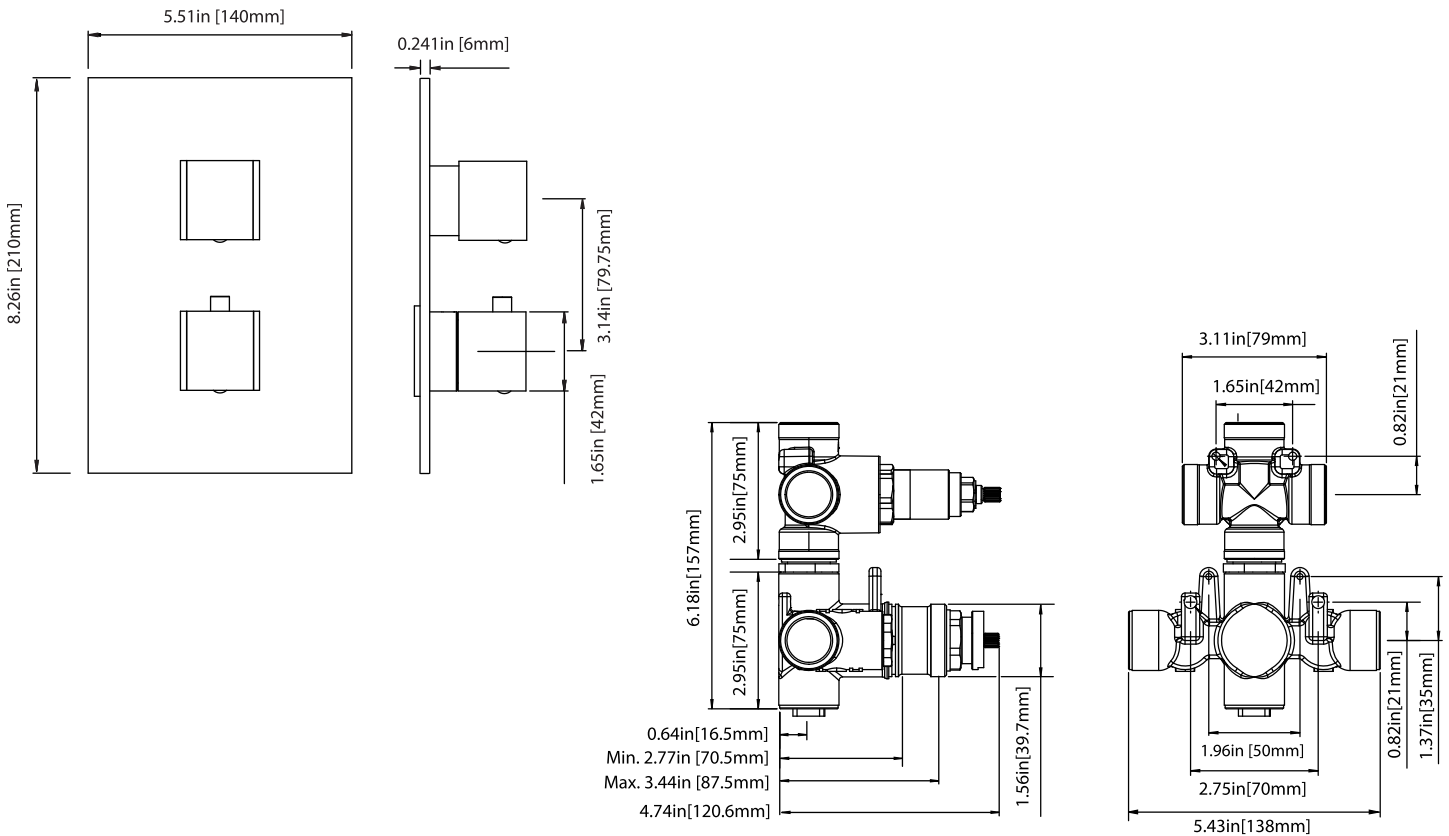 5.51in [140mm]
0.241in [6mm]
8.26in [210mm]
3.14in [79.75mm]
1.65in [42mm]
6.18in[157mm]
2.95in[75mm]
2.95in[75mm]
0.64in[16.5mm]
Min. 2.77in [70.5mm]
Max. 3.44in [87.5mm]
4.74in[120.6mm]
1.56in[39.7mm]
3.11in[79mm]
1.65in[42mm]
0.82in[21mm]
0.82in[21mm]
1.37in[35mm]
1.96in [50mm]
2.75in[70mm]
5.43in[138mm]